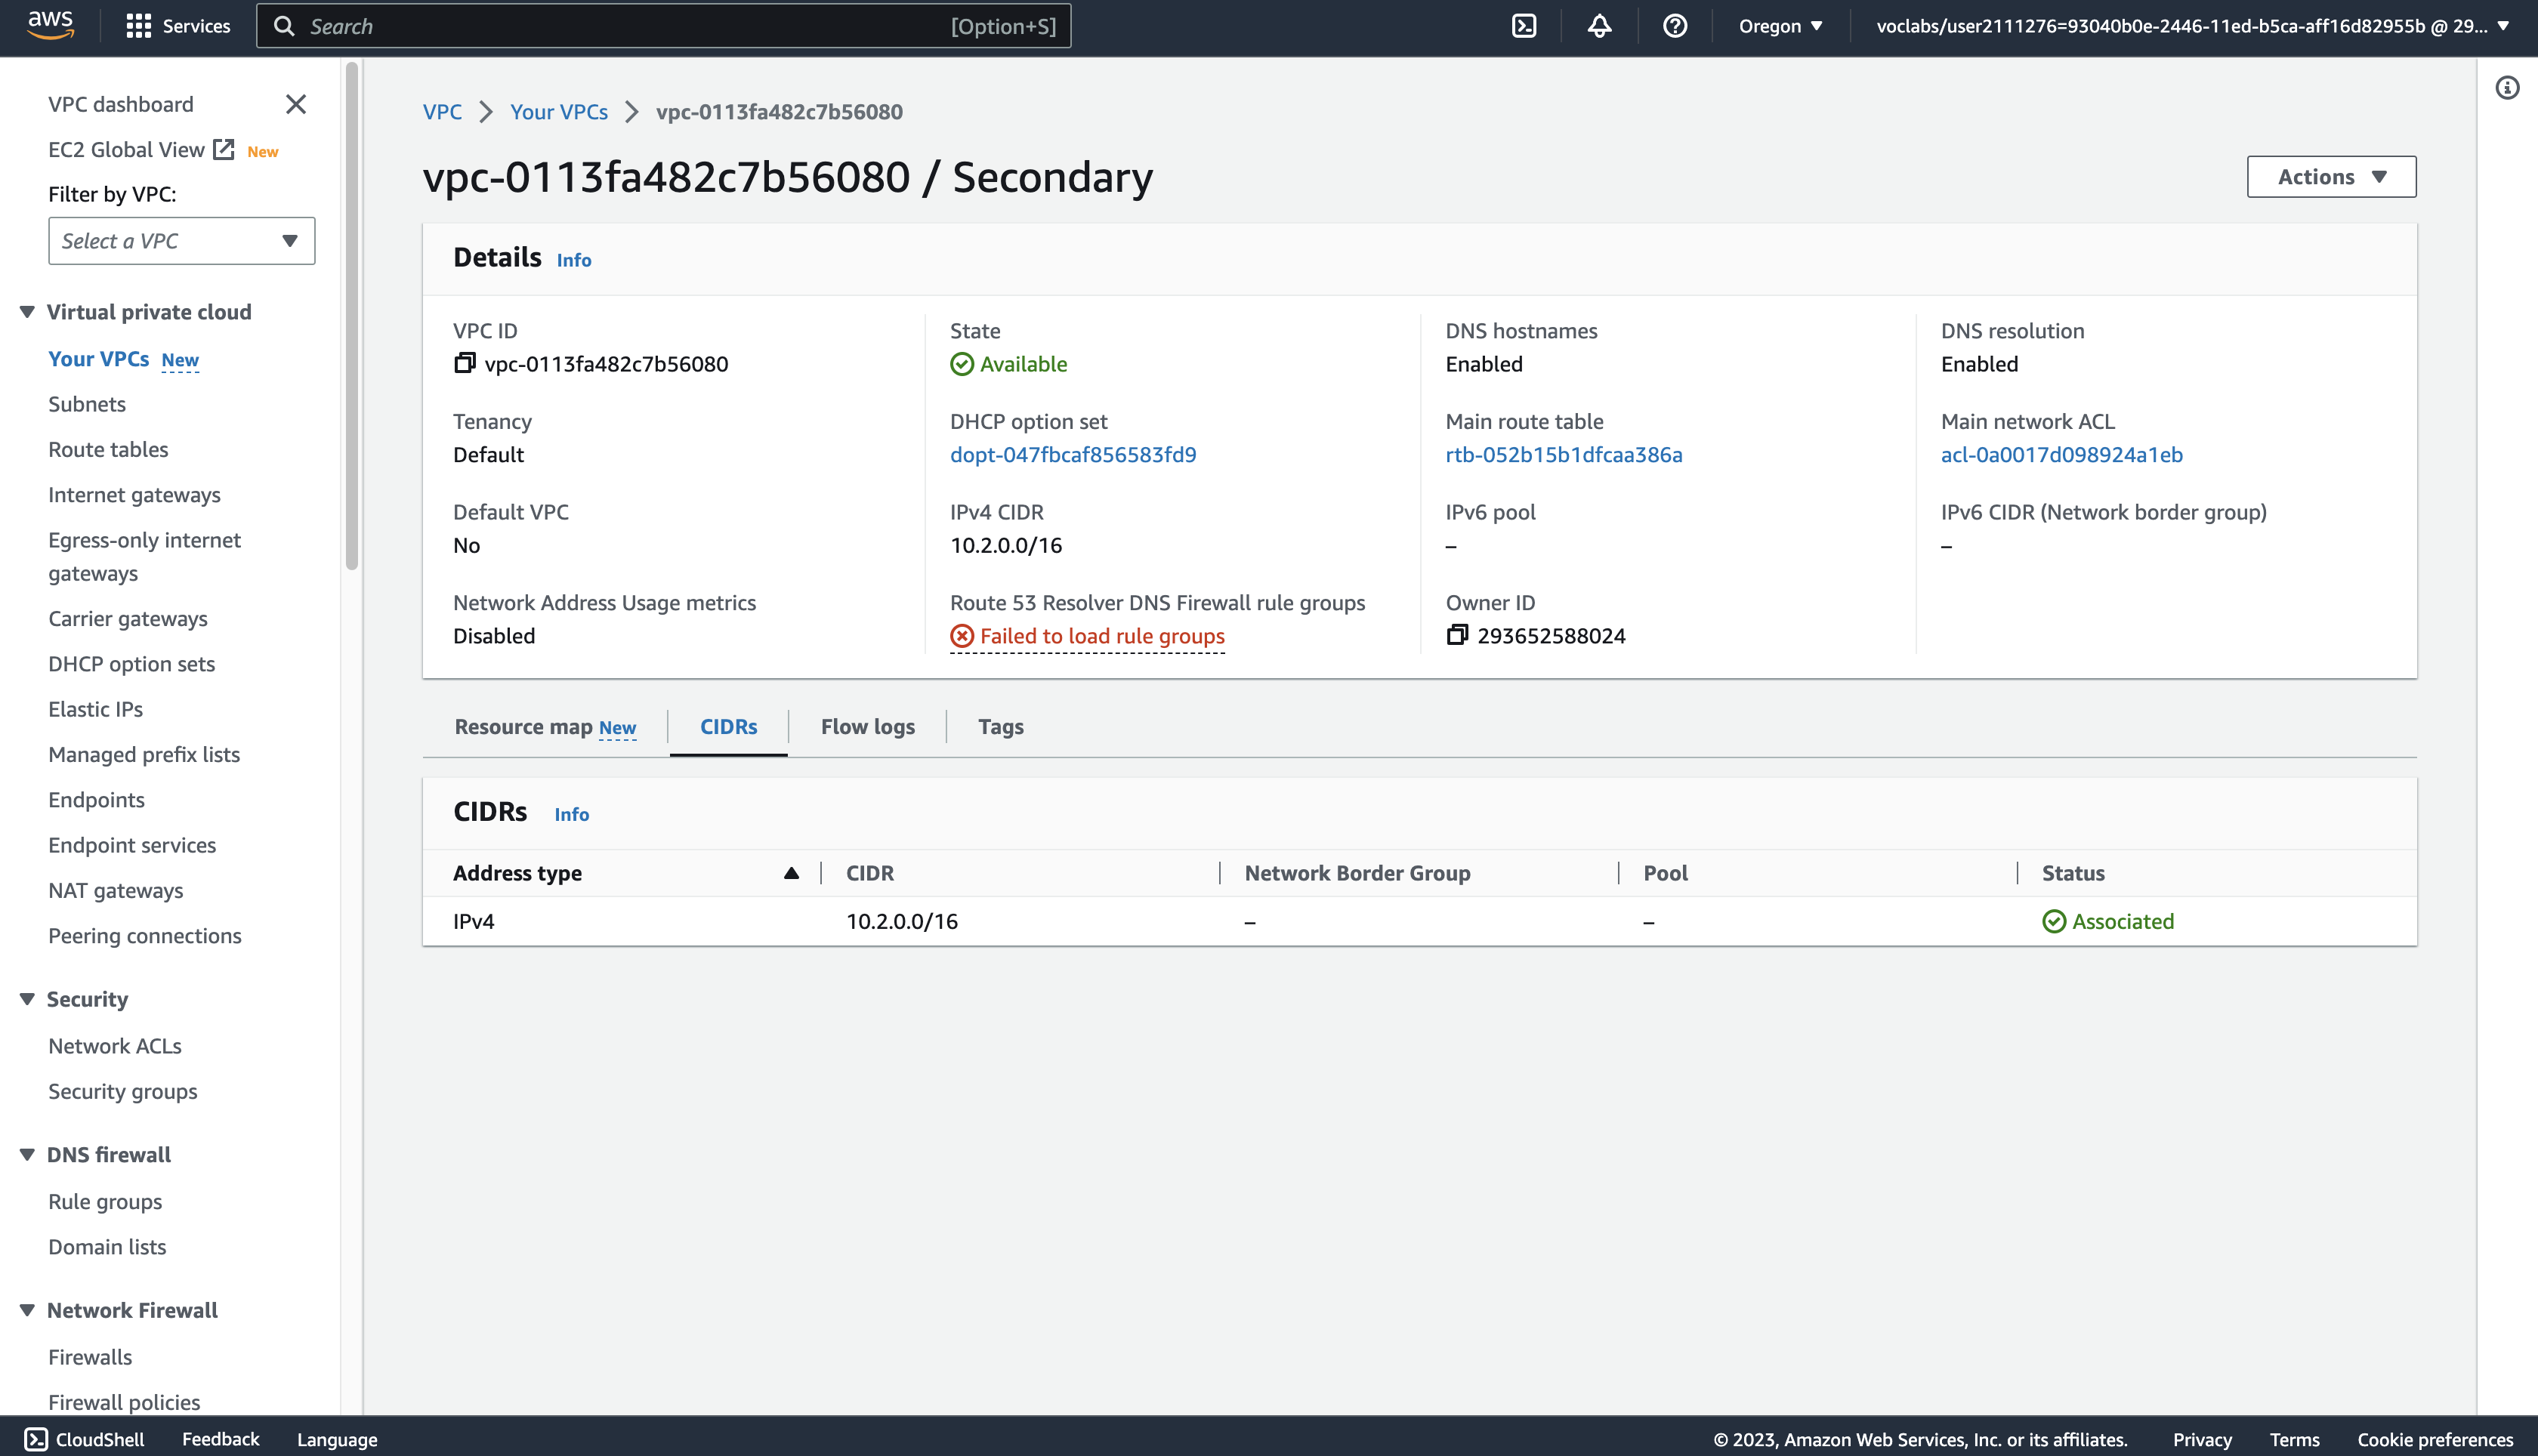 aws
Services
Search
[Option+S]
Oregon
voclabs/user2111276=93040b0e-2446-11ed-b5ca-aff16d82955b @ 29...
VPC dashboard
EC2 Global View New
Filter by VPC:
Select a VPC
Virtual private cloud
Your VPCs New
Subnets
Route tables
Internet gateways
Egress-only internet
gateways
Carrier gateways
DHCP option sets
Elastic IPs
Managed prefix lists
Endpoints
Endpoint services
NAT gateways
Peering connections
Security
Network ACLs
Security groups
DNS firewall
Rule groups
Domain lists
Network Firewall
Firewalls
Firewall policies
VPC
Your VPCs
vpc-0113fa482c7b56080
vpc-0113fa482c7b56080 / Secondary
Actions
Details Info
VPC ID
vpc-0113fa482c7b56080
State
Available
DNS hostnames
Enabled
DNS resolution
Enabled
Tenancy
Default
DHCP option set
dopt-047fbcaf856583fd9
Main route table
rtb-052b15b1dfcaa386a
Main network ACL
acl-0a0017d098924a1eb
Default VPC
No
IPv4 CIDR
10.2.0.0/16
IPv6 pool
–
IPv6 CIDR (Network border group)
–
Network Address Usage metrics
Disabled
Route 53 Resolver DNS Firewall rule groups
Failed to load rule groups
Owner ID
293652588024
Resource map New
CIDRs
Flow logs
Tags
CIDRs Info
Address type
CIDR
Network Border Group
Pool
Status
IPv4
10.2.0.0/16
–
–
Associated
CloudShell
Feedback
Language
© 2023, Amazon Web Services, Inc. or its affiliates.
Privacy
Terms
Cookie preferences